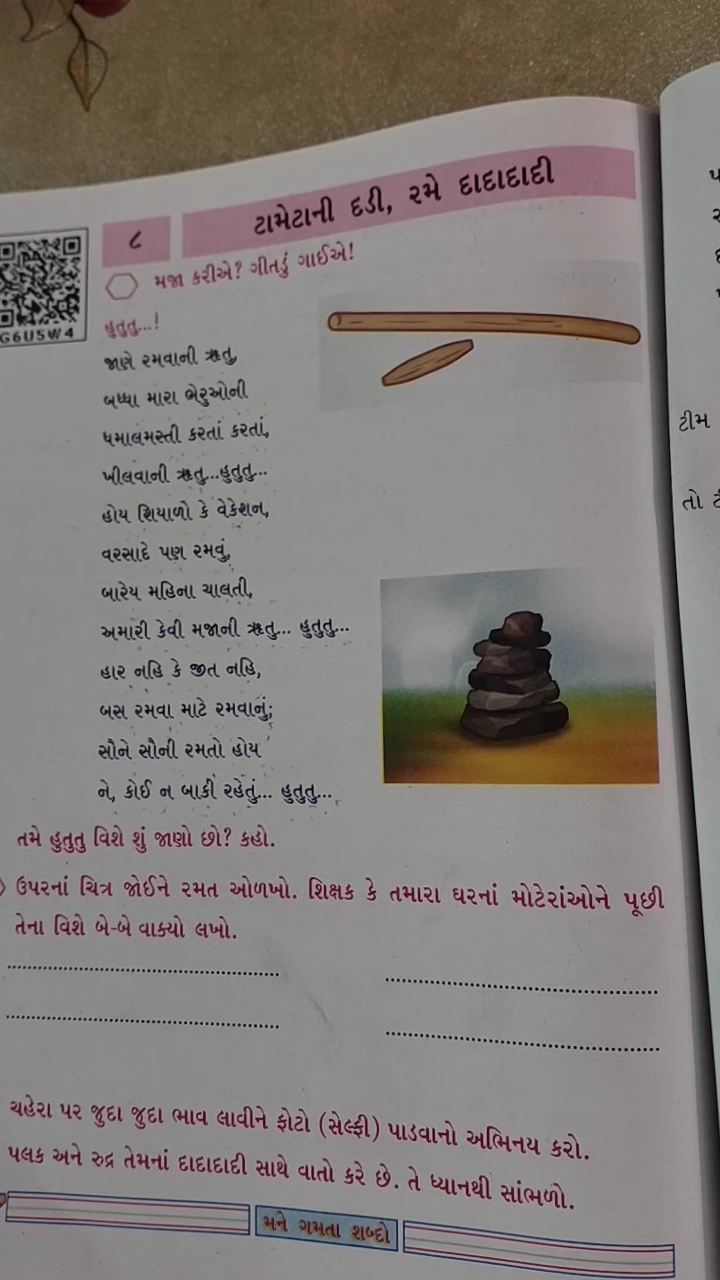 ૮
ટામેટાની દડી, રમે દાદાદાદી
G6U5W4
મજા કરીએ? ગીતડું ગાઈએ!
હુતુતુ...!
જાણે રમવાની ઋતુ,
બધ્ધા મારા ભેરુઓની
ધમાલમસ્તી કરતાં કરતાં,
ખીલવાની ઋતુ...હુતુતુ...
હોય શિયાળો કે વેકેશન,
વરસાદે પણ રમવું,
બારેય મહિના ચાલતી,
અમારી કેવી મજાની ઋતુ... હુતુતુ...
હાર નહિ કે જીત નહિ,
બસ રમવા માટે રમવાનું;
સૌને સૌની રમતો હોય
ને, કોઈ ન બાકી રહેતું... હુતુતુ...
તમે હુતુતુ વિશે શું જાણો છો? કહો.
ઉપરનાં ચિત્ર જોઈને રમત ઓળખો. શિક્ષક કે તમારા ઘરનાં મોટેરાંઓને પૂછી
તેના વિશે બે-બે વાક્યો લખો.
ચહેરા પર જુદા જુદા ભાવ લાવીને ફોટો (સેલ્ફી) પાડવાનો અભિનય કરો.
પલક અને રુદ્ર તેમનાં દાદાદાદી સાથે વાતો કરે છે. તે ધ્યાનથી સાંભળો.
મને ગમતા શબ્દો
ટીમ
તો